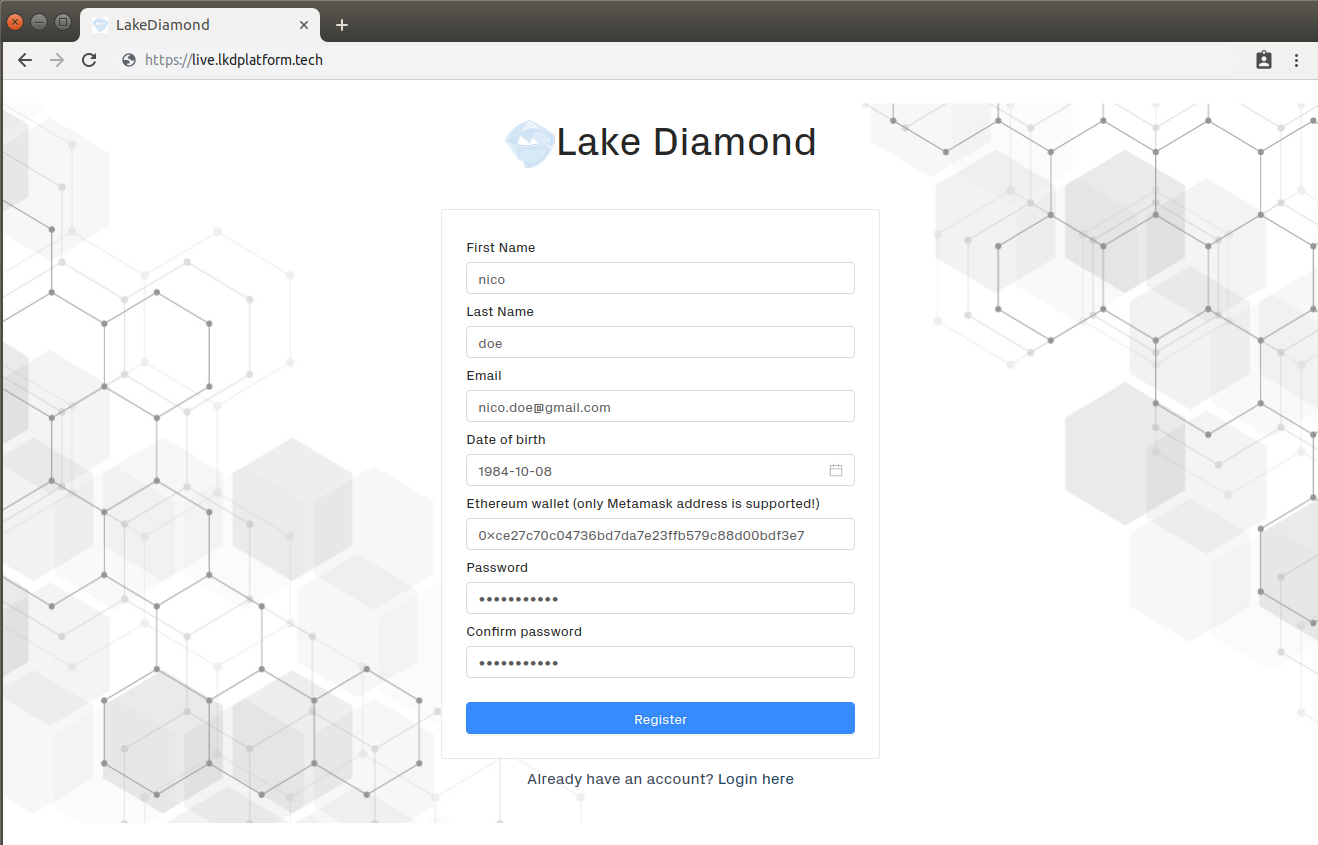 LakeDiamond
https://live.lkdplatform.tech
Lake Diamond
First Name
nico
Last Name
doe
Email
nico.doe@gmail.com
Date of birth
1984-10-08
Ethereum wallet (only Metamask address is supported!)
0xce27c70c04736bd7da7e23ffb579c88d00bdf3e7
Password
•••••••••••
Confirm password
•••••••••••
Register
Already have an account? Login here